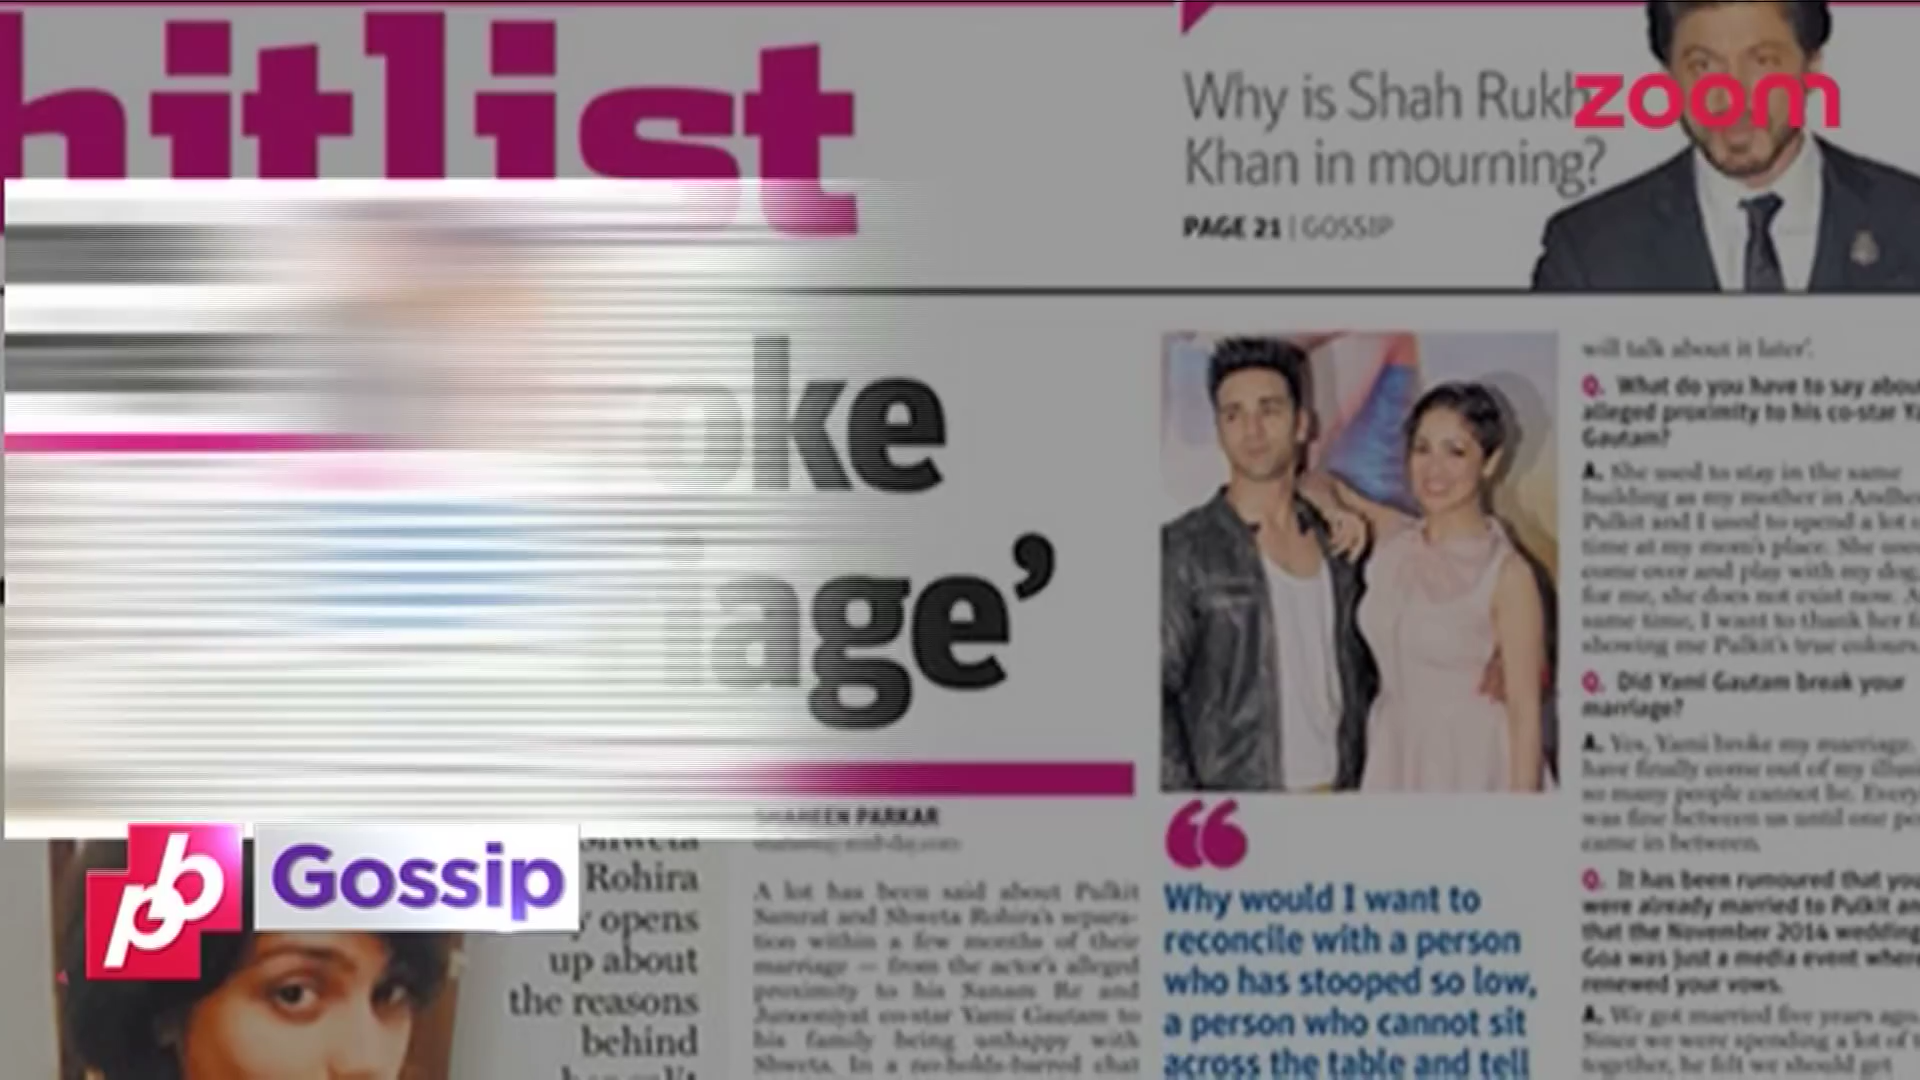 hitlist
Why is Shah Rukh
Khan in mourning?
PAGE 21 | GOSSIP
zoom
oke
iage’
SHAHEEN PARKAR
pb
Gossip
Shweta
Rohira
opens
up about
the reasons
behind
A lot has been said about Pulkit
Samrat and Shweta Rohira's separa-
tion within a few months of their
marriage — from the actor's alleged
proximity to his Sanam Re and
Junooniyat co-star Yami Gautam to
his family being unhappy with
Shweta. In a no-holds-barred chat
“
Why would I want to
reconcile with a person
who has stooped so low,
a person who cannot sit
across the table and tell
will talk about it later'.
Q. What do you have to say about
alleged proximity to his co-star Ya
Gautam?
A. She used to stay in the same
building as my mother in Andhe
Pulkit and I used to spend a lot o
time at my mom's place. She use
come over and play with my dog.
for me, she does not exist now. A
same time, I want to thank her f
showing me Pulkit's true colours.
Q. Did Yami Gautam break your
marriage?
A. Yes, Yami broke my marriage.
have finally come out of my illus
so many people cannot lie. Every
was fine between us until one pe
came in between.
Q. It has been rumoured that you
were already married to Pulkit an
that the November 2014 wedding
Goa was just a media event where
renewed your vows.
A. We got married five years ago.
Since we were spending a lot of t
together, he felt we should get